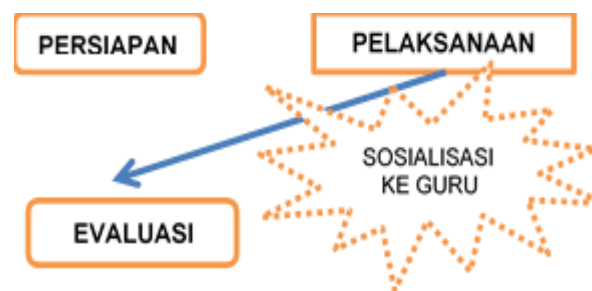 PERSIAPAN
PELAKSANAAN
SOSIALISASI
KE GURU
EVALUASI